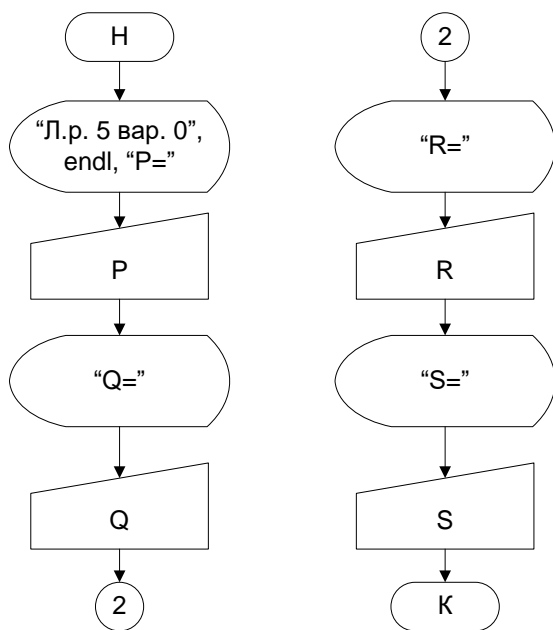 Н
“Л.р. 5 вар. 0”,
endl, “P=”
P
“Q=”
Q
2
2
“R=”
R
“S=”
S
К